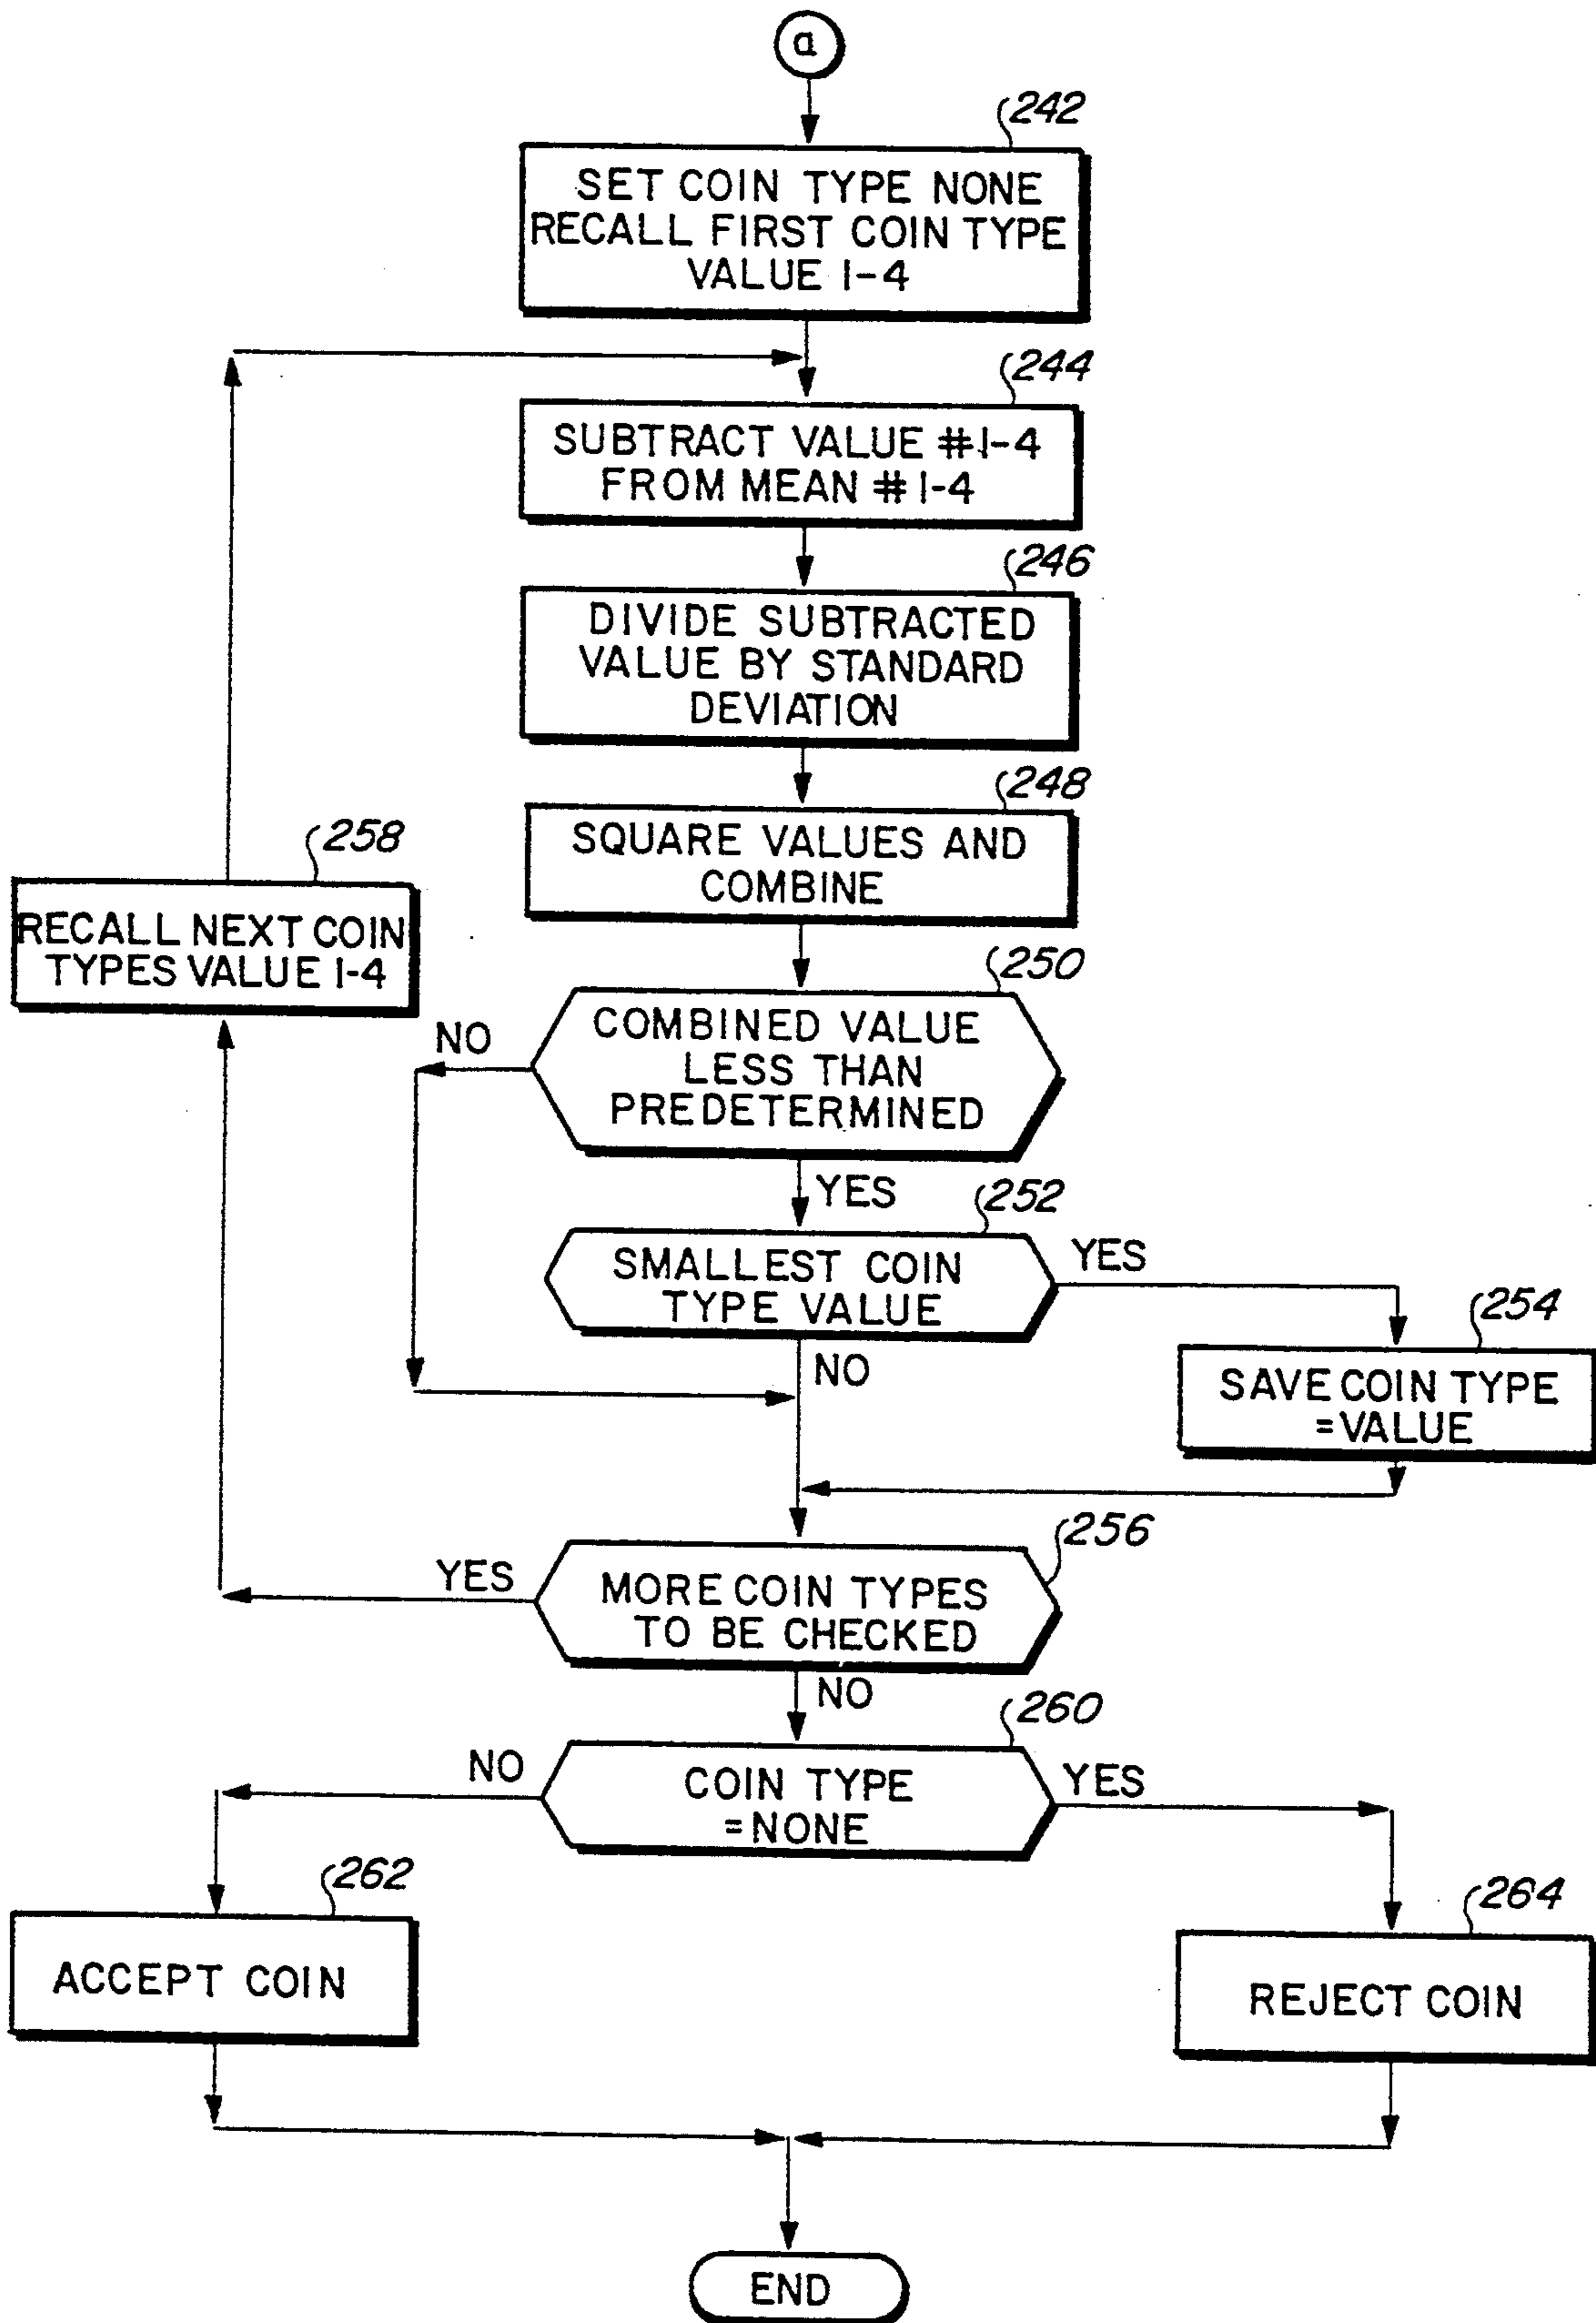 a
242
SET COIN TYPE NONE
RECALL FIRST COIN TYPE
VALUE 1-4
244
SUBTRACT VALUE #1-4
FROM MEAN #1-4
246
DIVIDE SUBTRACTED
VALUE BY STANDARD
DEVIATION
248
SQUARE VALUES AND
COMBINE
258
RECALL NEXT COIN
TYPES VALUE 1-4
250
COMBINED VALUE
LESS THAN
PREDETERMINED
NO
YES
252
SMALLEST COIN
TYPE VALUE
YES
NO
254
SAVE COIN TYPE
=VALUE
256
MORE COIN TYPES
TO BE CHECKED
YES
NO
260
COIN TYPE
=NONE
NO
YES
262
ACCEPT COIN
264
REJECT COIN
END